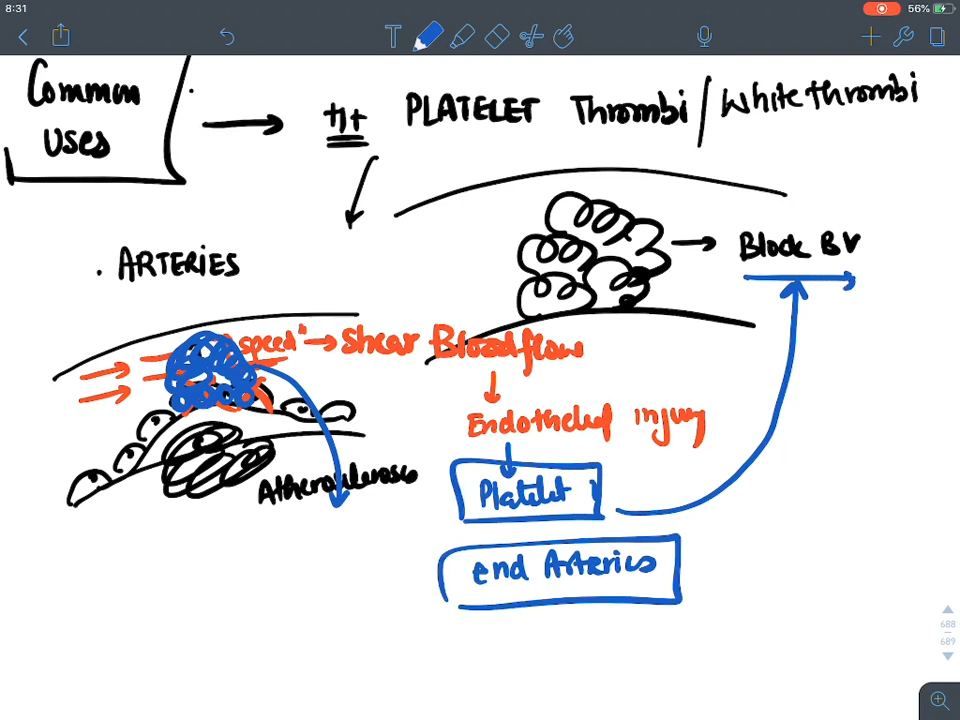 8:31
56%
T
Common
Uses
PLATELET Thrombi / White thrombi
Block BV
. ARTERIES
speed" → Shear Bloodflow
Endothelial injury
Platelet
Atherosclerosis
end Arteries
688
689